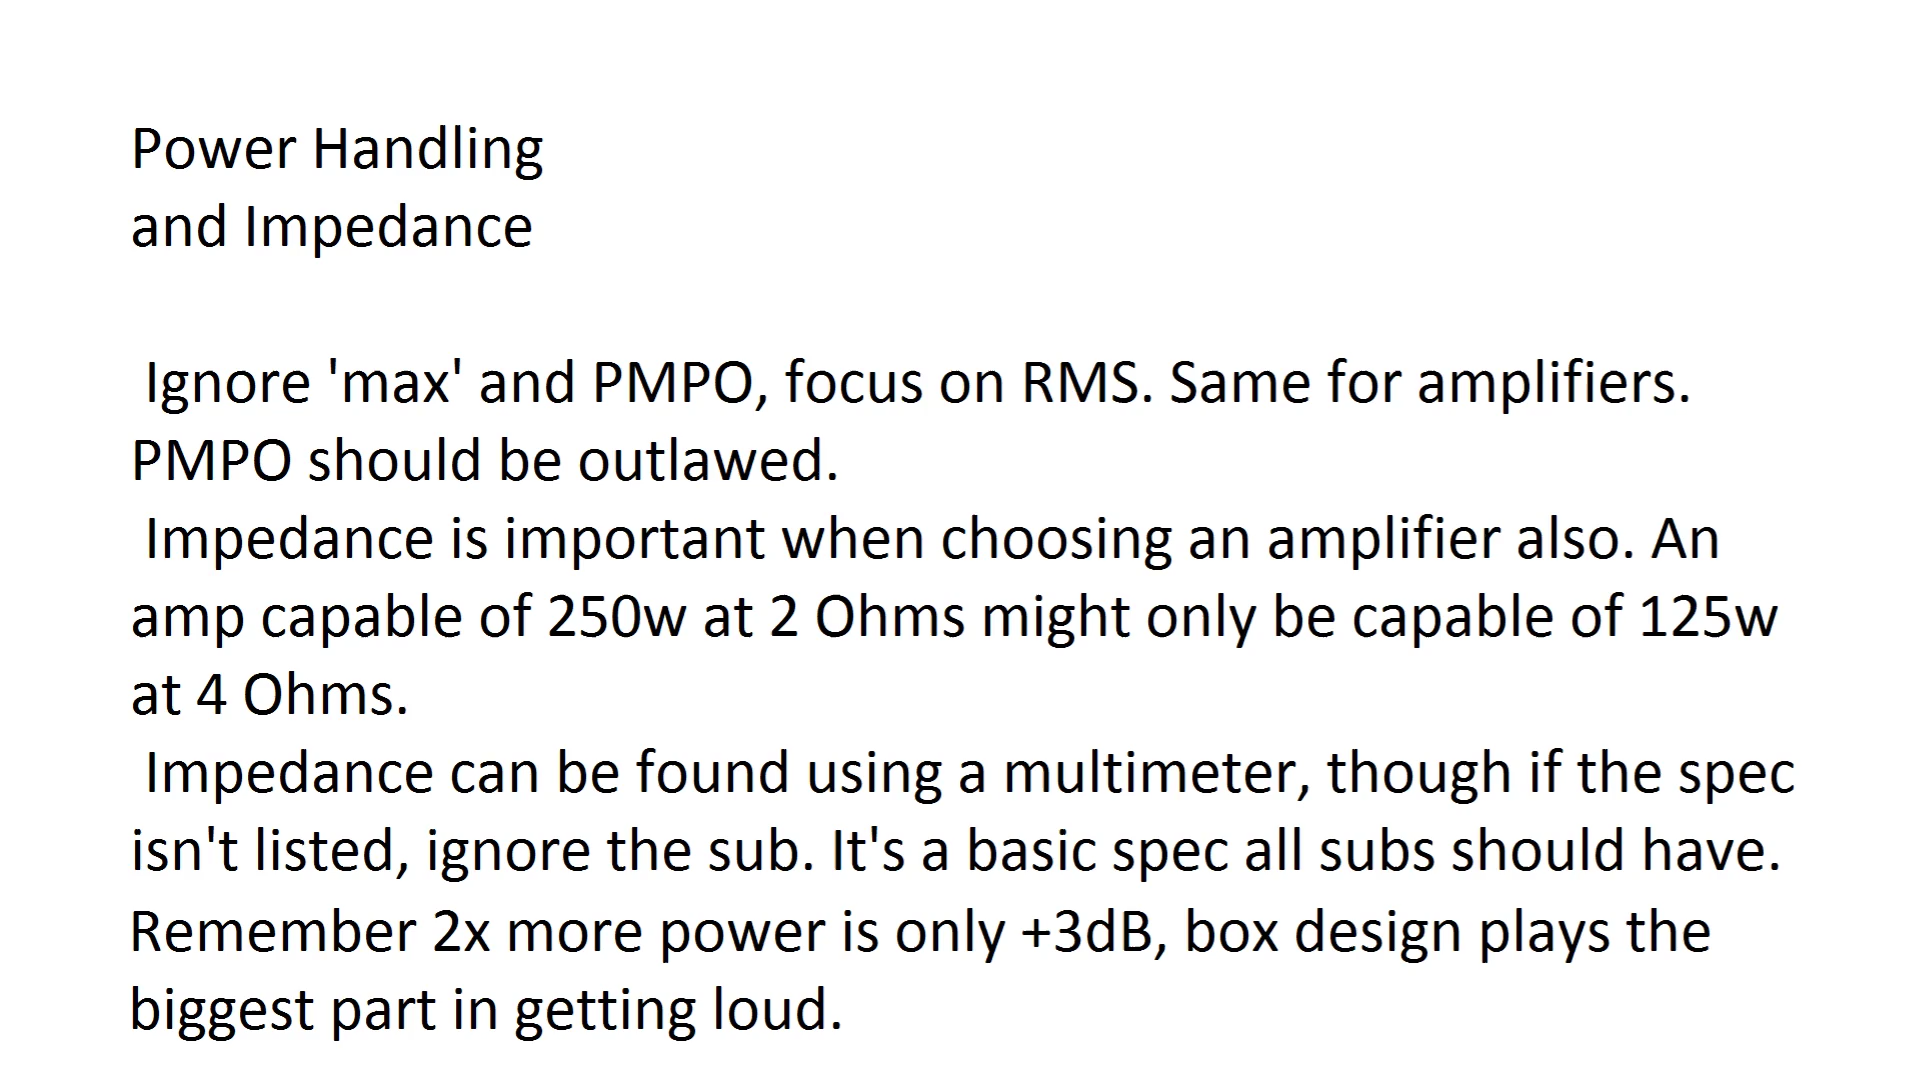 Power Handling
and Impedance
Ignore 'max' and PMPO, focus on RMS. Same for amplifiers.
PMPO should be outlawed.
Impedance is important when choosing an amplifier also. An
amp capable of 250w at 2 Ohms might only be capable of 125w
at 4 Ohms.
Impedance can be found using a multimeter, though if the spec
isn't listed, ignore the sub. It's a basic spec all subs should have.
Remember 2x more power is only +3dB, box design plays the
biggest part in getting loud.